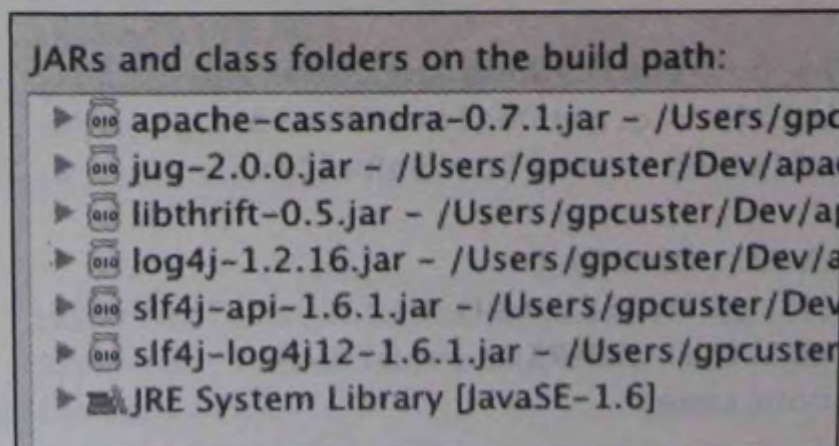 JARs and class folders on the build path:
apache-cassandra-0.7.1.jar - /Users/gpc
jug-2.0.0.jar - /Users/gpcuster/Dev/apa
libthrift-0.5.jar - /Users/gpcuster/Dev/a
log4j-1.2.16.jar - /Users/gpcuster/Dev/a
slf4j-api-1.6.1.jar - /Users/gpcuster/Dev
slf4j-log4j12-1.6.1.jar - /Users/gpcuster
JRE System Library [JavaSE-1.6]